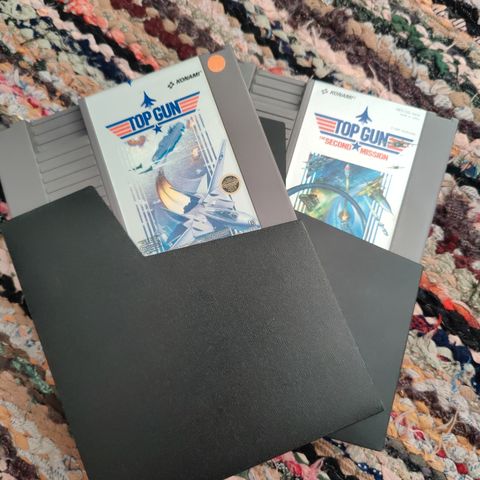 KONAMI
TOP GUN
KONAMI
TOP GUN
THE SECOND MISSION